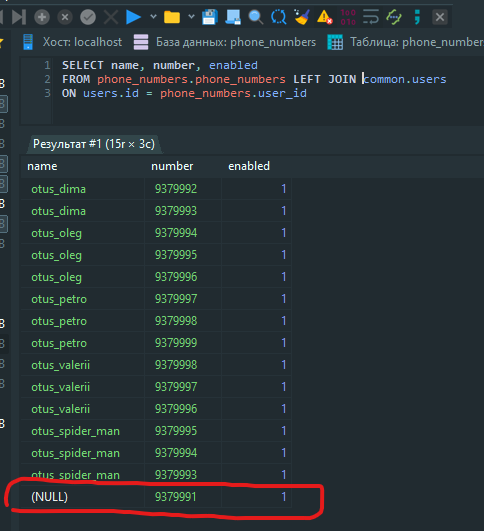 Хост: localhost База данных: phone_numbers Таблица: phone_number
1 SELECT name, number, enabled
2 FROM phone_numbers.phone_numbers LEFT JOIN common.users
3 ON users.id = phone_numbers.user_id
Результат #1 (15r × 3c)
name number enabled
otus_dima 9379992 1
otus_dima 9379993 1
otus_oleg 9379994 1
otus_oleg 9379995 1
otus_oleg 9379996 1
otus_petro 9379997 1
otus_petro 9379998 1
otus_petro 9379999 1
otus_valerii 9379998 1
otus_valerii 9379997 1
otus_valerii 9379996 1
otus_spider_man 9379995 1
otus_spider_man 9379994 1
otus_spider_man 9379993 1
(NULL) 9379991 1